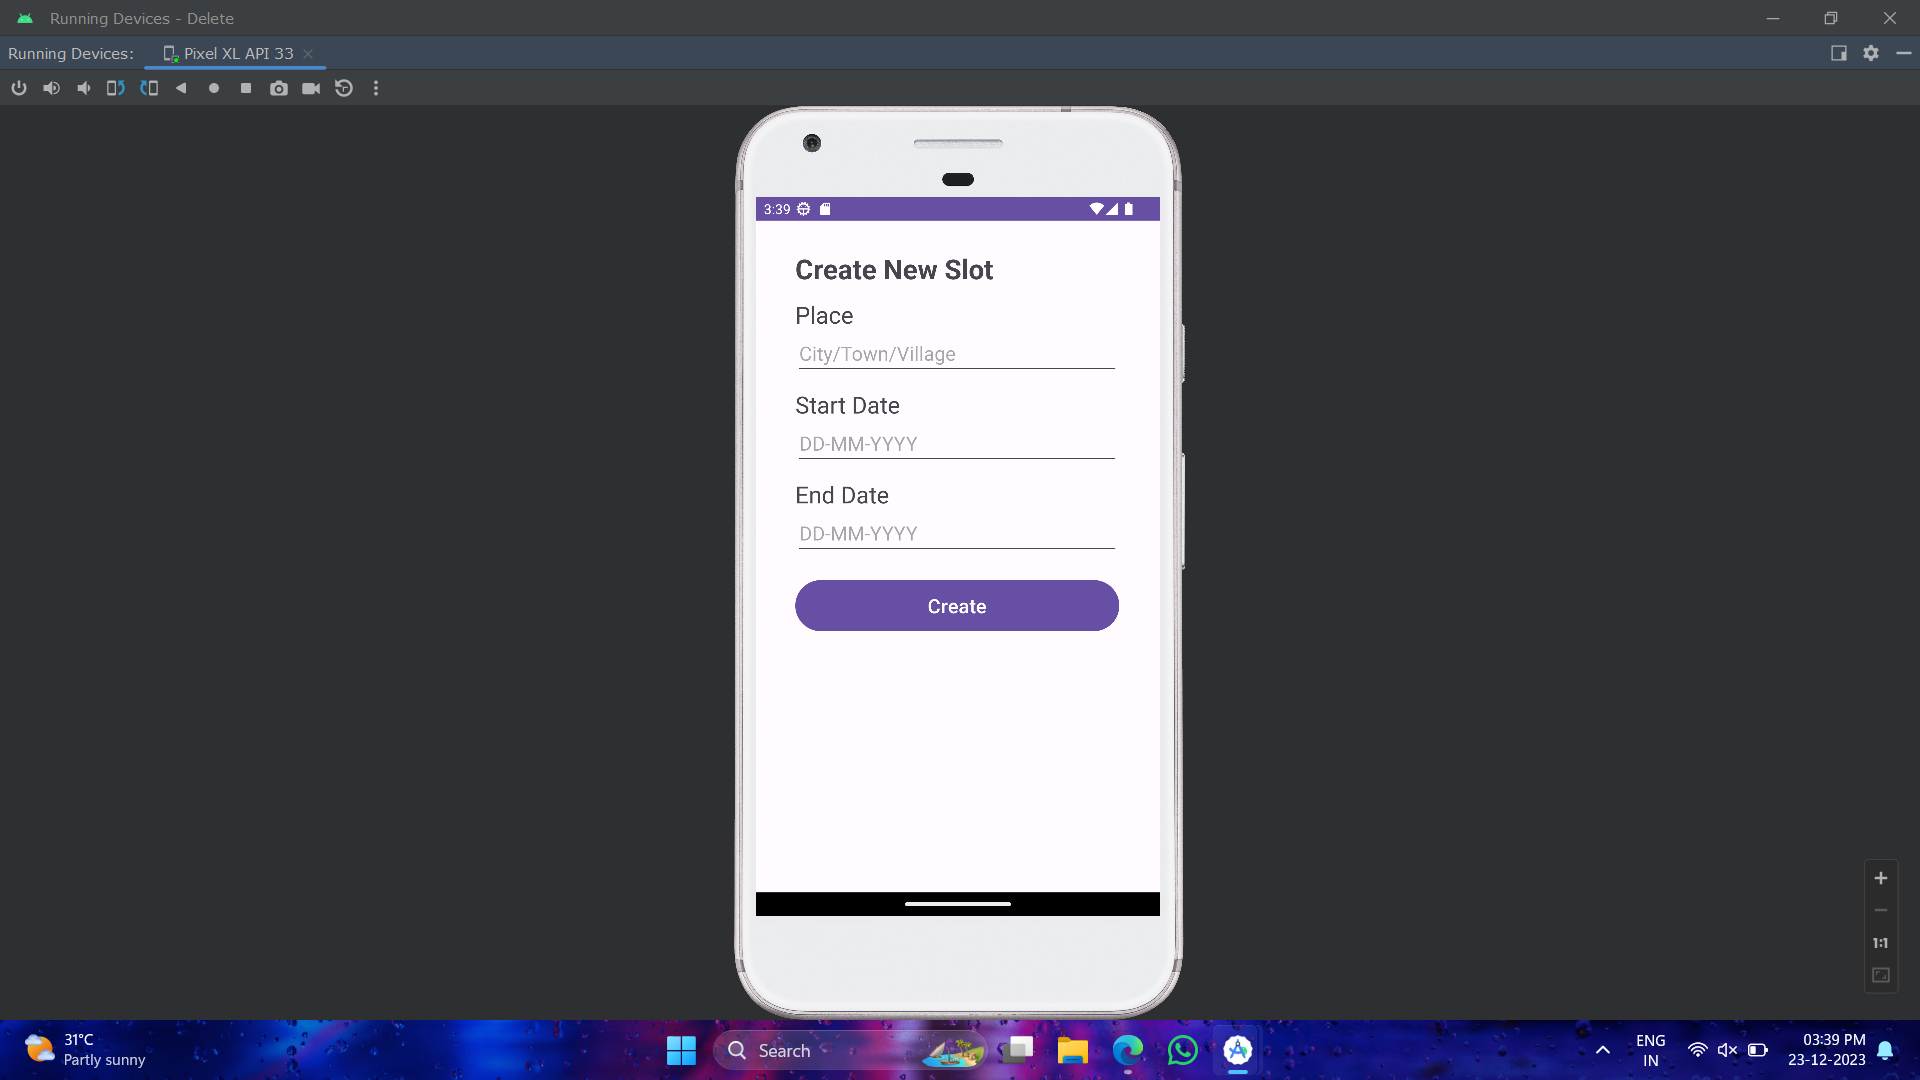 Running Devices - Delete
Running Devices:
Pixel XL API 33
3:39
Create New Slot
Place
City/Town/Village
Start Date
DD-MM-YYYY
End Date
DD-MM-YYYY
Create
1:1
31°C
Partly sunny
Search
ENG
IN
03:39 PM
23-12-2023